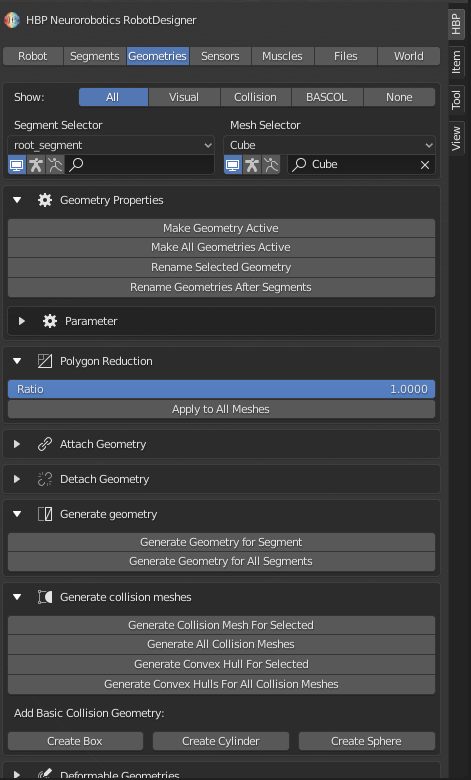 HBP Neurorobotics RobotDesigner
HBP
Item
Tool
View
Robot Segments Geometries Sensors Muscles Files World
Show: All Visual Collision BASCOL None
Segment Selector Mesh Selector
root_segment Cube
Cube
Geometry Properties
Make Geometry Active
Make All Geometries Active
Rename Selected Geometry
Rename Geometries After Segments
Parameter
Polygon Reduction
Ratio 1.0000
Apply to All Meshes
Attach Geometry
Detach Geometry
Generate geometry
Generate Geometry for Segment
Generate Geometry for All Segments
Generate collision meshes
Generate Collision Mesh For Selected
Generate All Collision Meshes
Generate Convex Hull For Selected
Generate Convex Hulls For All Collision Meshes
Add Basic Collision Geometry:
Create Box Create Cylinder Create Sphere
Deformable Geometries